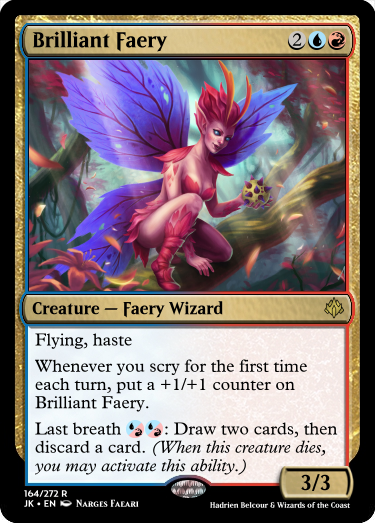 Brilliant Faery 2
Creature — Faery Wizard
Flying, haste
Whenever you scry for the first time
each turn, put a +1/+1 counter on
Brilliant Faery.
Last breath : Draw two cards, then
discard a card. (When this creature dies,
you may activate this ability.)
3/3
164/272 R
JK • EN Narges Faeari
Hadrien Belcour & Wizards of the Coast